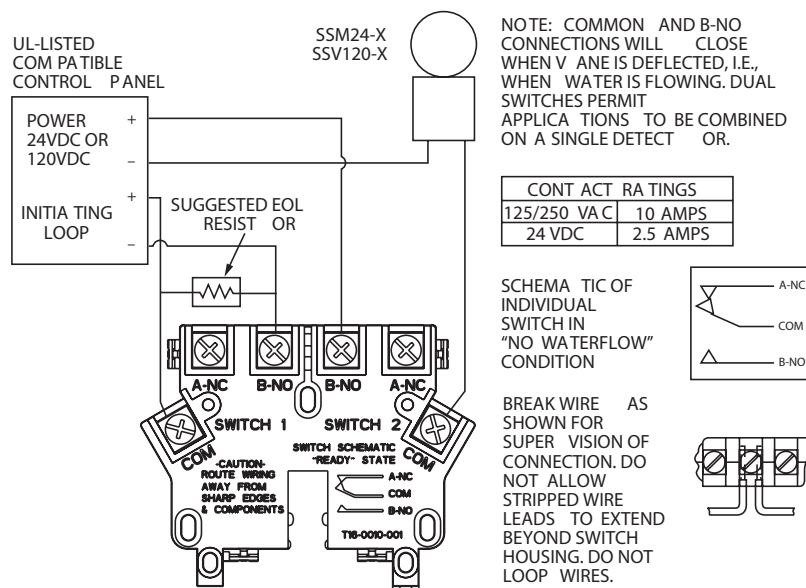 UL-LISTED
COM PATIBLE
CONTROL P ANEL
POWER
24VDC OR
120VDC
+
–
INITIA TING
LOOP
+
–
SUGGESTED EOL
RESIST OR
SSM24-X
SSV120-X
NOTE: COMMON AND B-NO
CONNECTIONS WILL CLOSE
WHEN V ANE IS DEFLECTED, I.E.,
WHEN WATER IS FLOWING. DUAL
SWITCHES PERMIT
APPLICA TIONS TO BE COMBINED
ON A SINGLE DETECT OR.
CONT ACT RA TINGS
125/250 VA C 10 AMPS
24 VDC 2.5 AMPS
SCHEMA TIC OF
INDIVIDUAL
SWITCH IN
“NO WATERFLOW”
CONDITION
A-NC
COM
B-NO
BREAK WIRE AS
SHOWN FOR
SUPER VISION OF
CONNECTION. DO
NOT ALLOW
STRIPPED WIRE
LEADS TO EXTEND
BEYOND SWITCH
HOUSING. DO NOT
LOOP WIRES.
A-NC B-NO B-NO A-NC
SWITCH 1 SWITCH 2
COM COM
-CAUTION-
ROUTE WIRING
AWAY FROM
SHARP EDGES
& COMPONENTS
SWITCH SCHEMATIC
"READY" STATE
A-NC
COM
B-NO
T16-0010-001